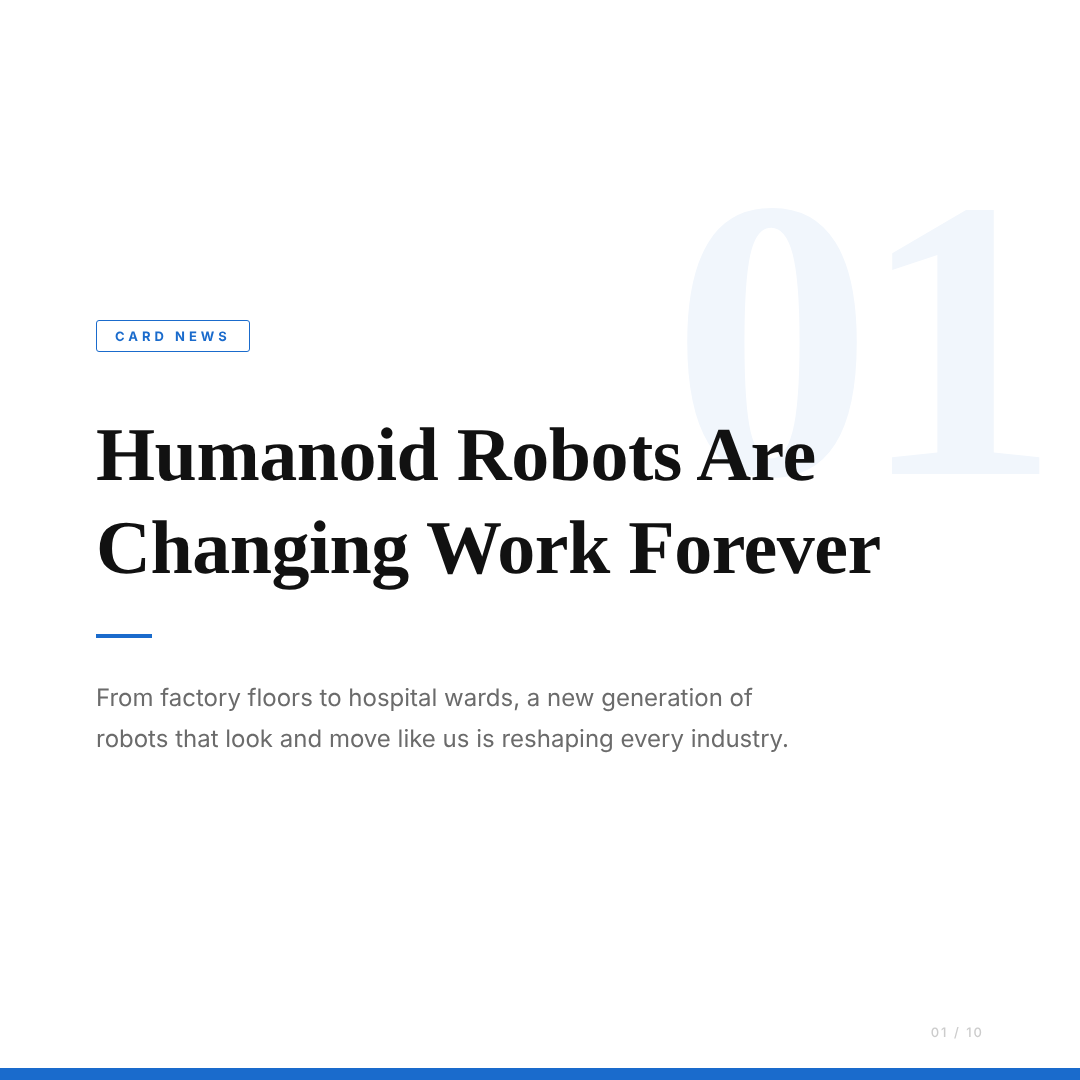 01
CARD NEWS
Humanoid Robots Are
Changing Work Forever
From factory floors to hospital wards, a new generation of
robots that look and move like us is reshaping every industry.
01 / 10